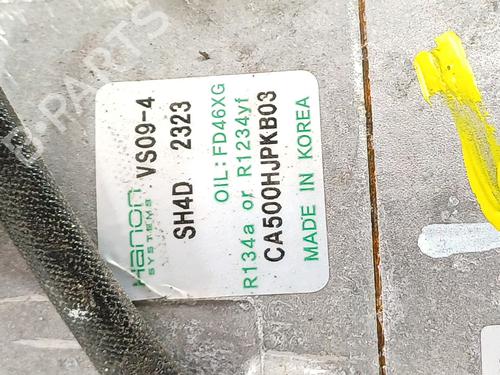 Hanon
SYSTEMS
VS09-4
SH4D 2323
OIL:FD46XG
R134a or R1234yf
CA500HJPKB03
MADE IN KOREA
B-PARTS